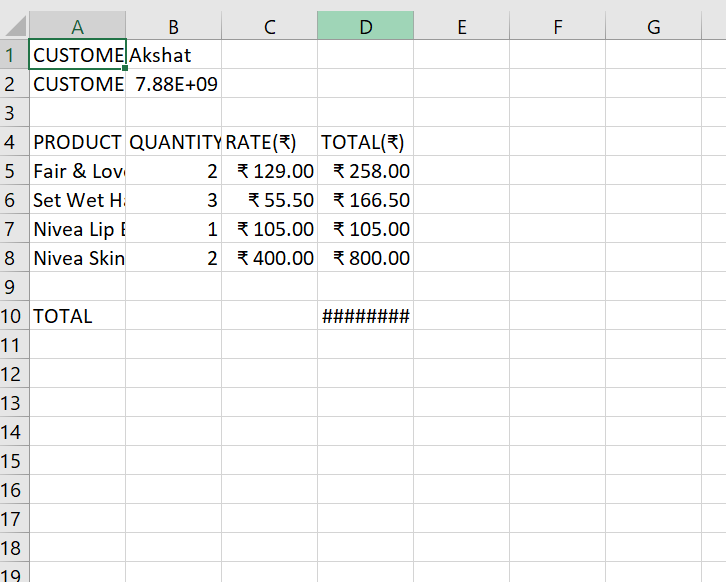 A B C D E F G
1 CUSTOME Akshat
2 CUSTOME 7.88E+09
3
4 PRODUCT QUANTITY RATE(₹) TOTAL(₹)
5 Fair & Lov 2 ₹ 129.00 ₹ 258.00
6 Set Wet H 3 ₹ 55.50 ₹ 166.50
7 Nivea Lip 1 ₹ 105.00 ₹ 105.00
8 Nivea Skin 2 ₹ 400.00 ₹ 800.00
9
10 TOTAL ########
11
12
13
14
15
16
17
18
19